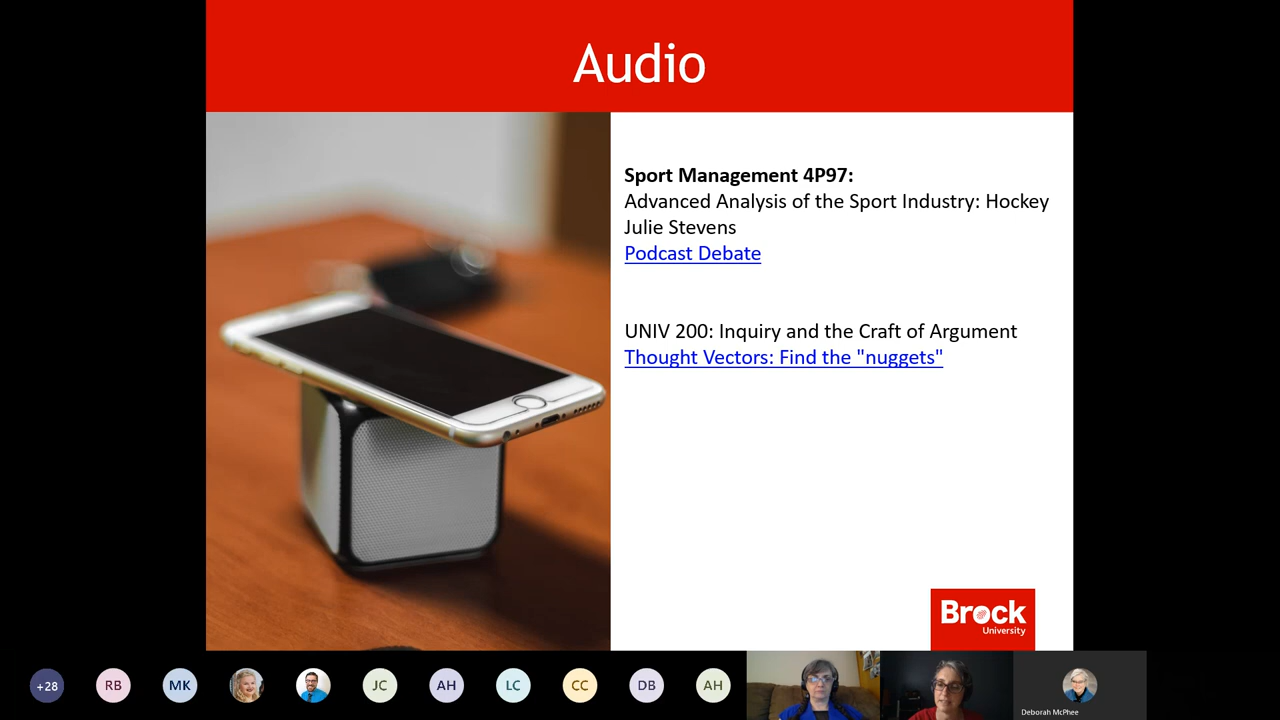 Audio
Sport Management 4P97:
Advanced Analysis of the Sport Industry: Hockey
Julie Stevens
Podcast Debate
UNIV 200: Inquiry and the Craft of Argument
Thought Vectors: Find the "nuggets"
Brock
University
+28
RB
MK
JC
AH
LC
CC
DB
AH
Deborah McPhee